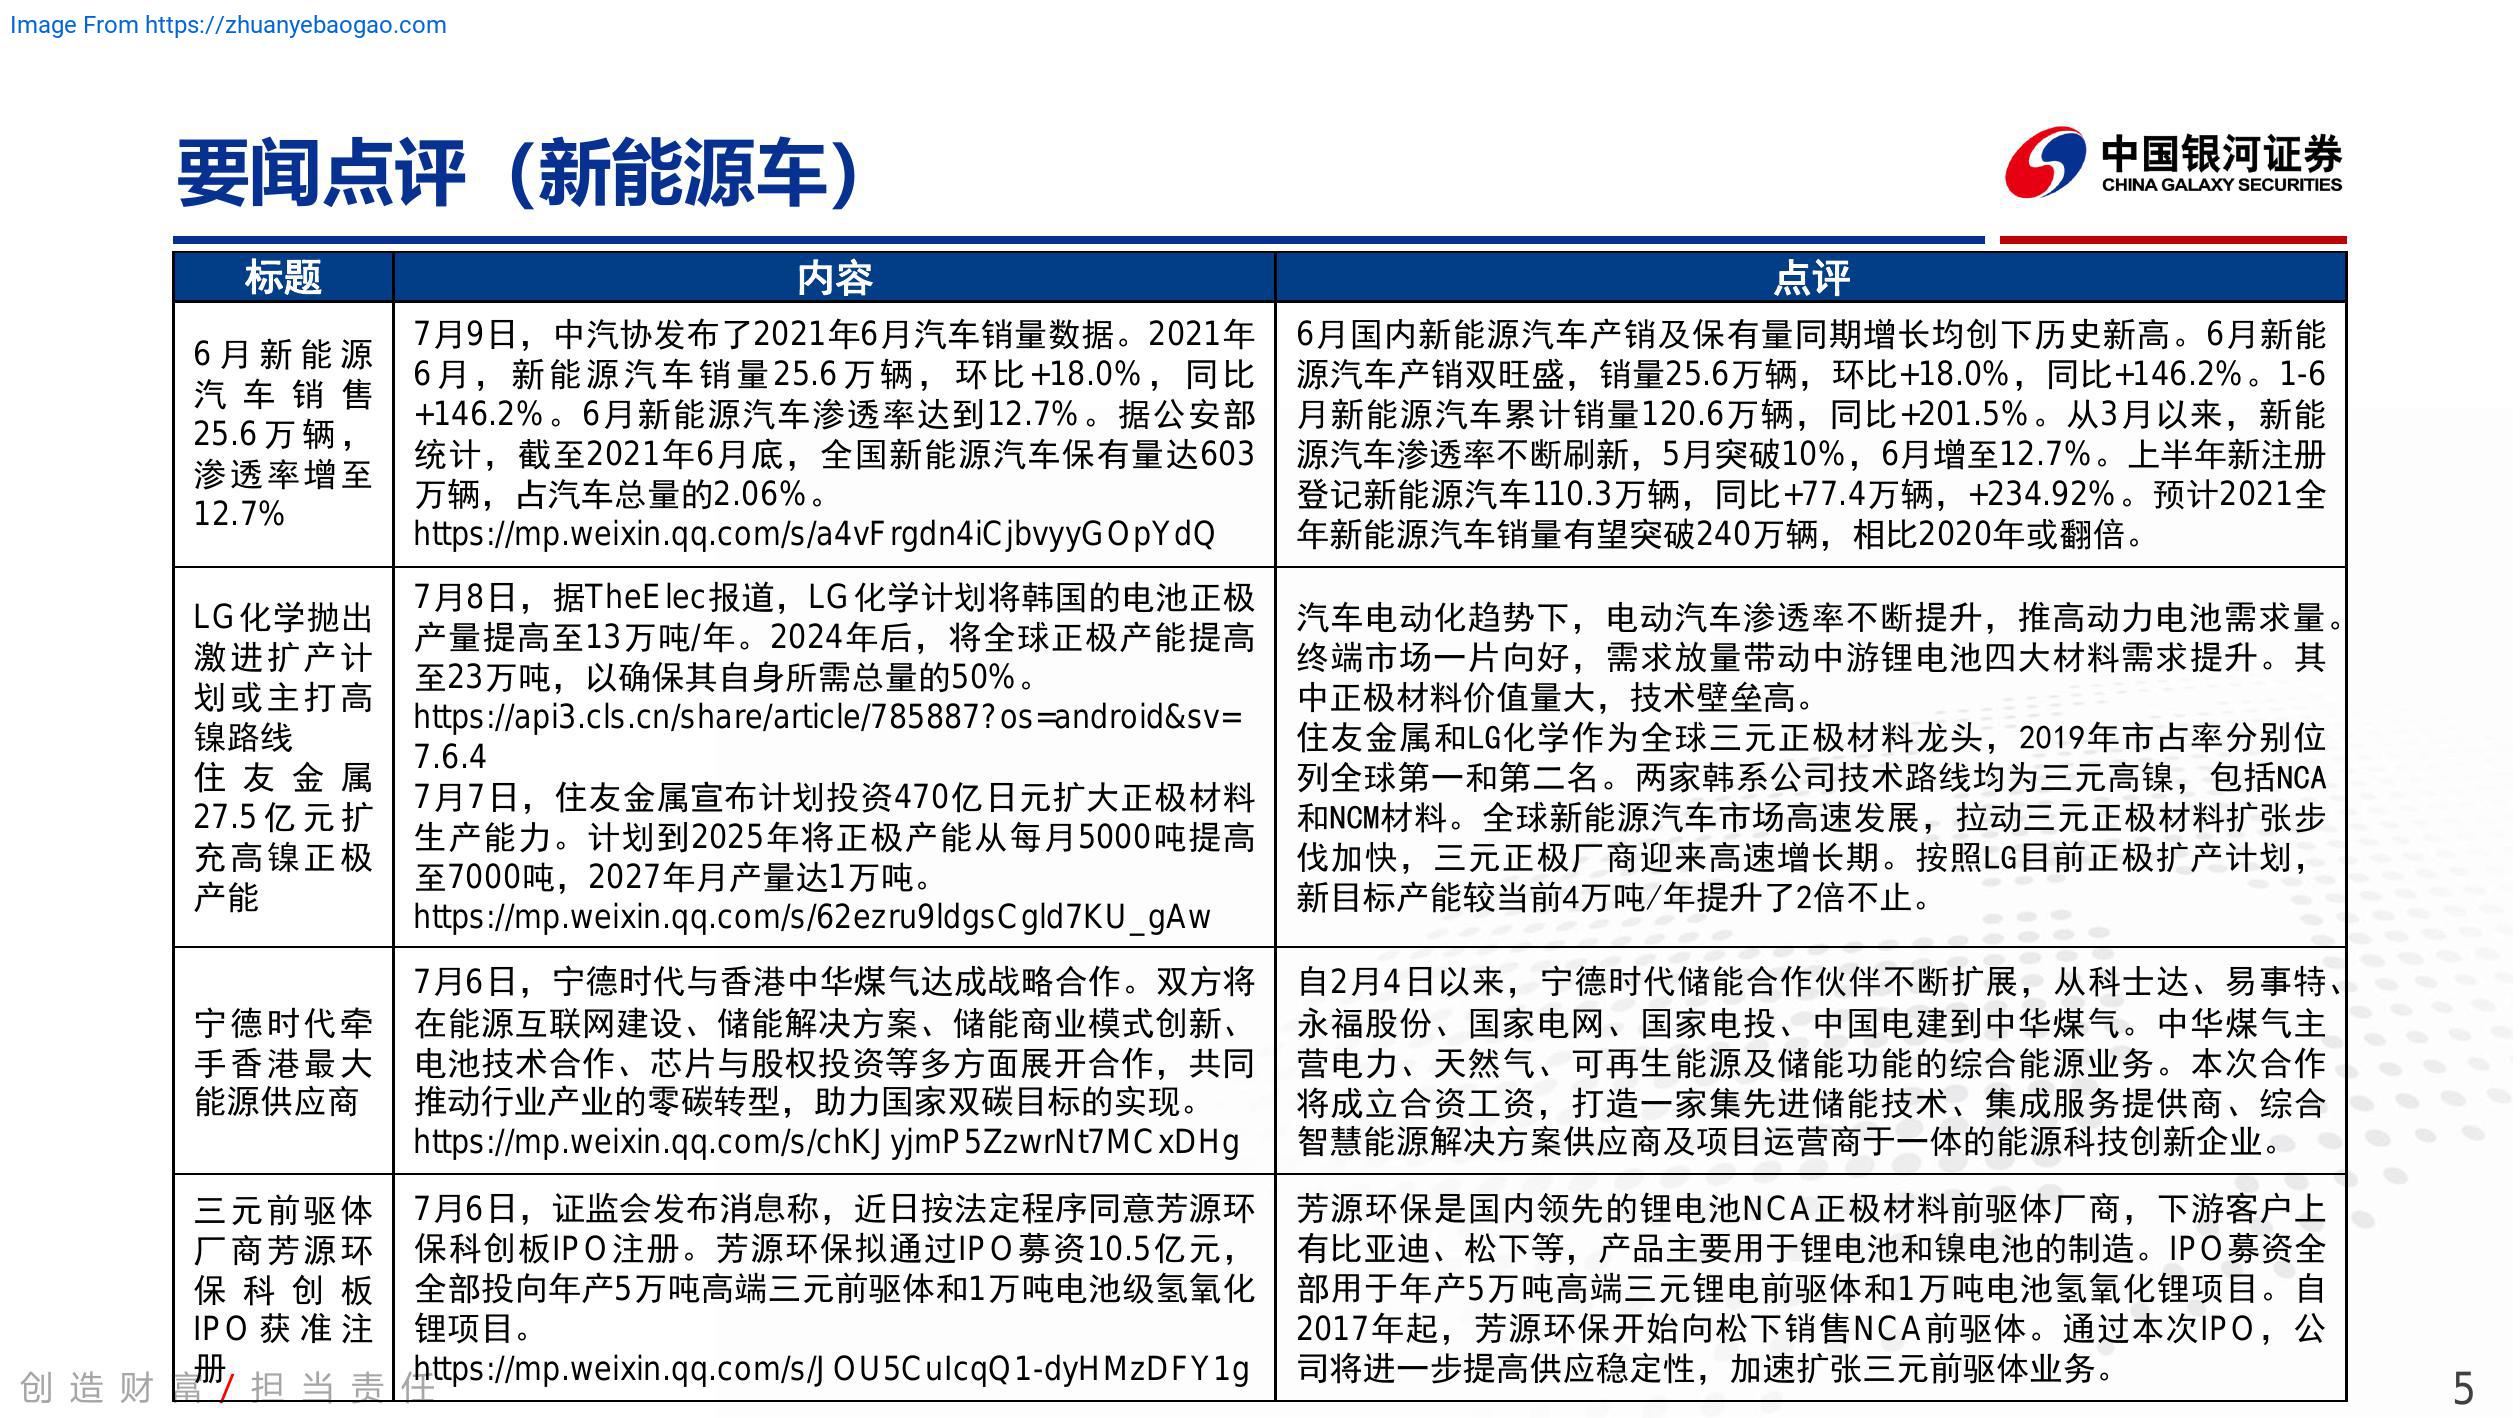 Image From https://zhuanyebaogao.com
要闻点评（新能源车）
中国银河证券
CHINA GALAXY SECURITIES
标题
内容
点评
6月新能源
汽车销售
25.6万辆，
渗透率增至
12.7%
7月9日，中汽协发布了2021年6月汽车销量数据。2021年
6月，新能源汽车销量25.6万辆，环比+18.0%，同比
+146.2%。6月新能源汽车渗透率达到12.7%。据公安部
统计，截至2021年6月底，全国新能源汽车保有量达603
万辆，占汽车总量的2.06%。
https://mp.weixin.qq.com/s/a4vFrgdn4iCjbvyyGOpYdQ
6月国内新能源汽车产销及保有量同期增长均创下历史新高。6月新能
源汽车产销双旺盛，销量25.6万辆，环比+18.0%，同比+146.2%。1-6
月新能源汽车累计销量120.6万辆，同比+201.5%。从3月以来，新能
源汽车渗透率不断刷新，5月突破10%，6月增至12.7%。上半年新注册
登记新能源汽车110.3万辆，同比+77.4万辆，+234.92%。预计2021全
年新能源汽车销量有望突破240万辆，相比2020年或翻倍。
LG化学抛出
激进扩产计
划或主打高
镍路线
住友金属
27.5亿元扩
充高镍正极
产能
7月8日，据TheElec报道，LG化学计划将韩国的电池正极
产量提高至13万吨/年。2024年后，将全球正极产能提高
至23万吨，以确保其自身所需总量的50%。
https://api3.cls.cn/share/article/785887?os=android&sv=
7.6.4
7月7日，住友金属宣布计划投资470亿日元扩大正极材料
生产能力。计划到2025年将正极产能从每月5000吨提高
至7000吨，2027年月产量达1万吨。
https://mp.weixin.qq.com/s/62ezru9ldgsCgld7KU_gAw
汽车电动化趋势下，电动汽车渗透率不断提升，推高动力电池需求量。
终端市场一片向好，需求放量带动中游锂电池四大材料需求提升。其
中正极材料价值量大，技术壁垒高。
住友金属和LG化学作为全球三元正极材料龙头，2019年市占率分别位
列全球第一和第二名。两家韩系公司技术路线均为三元高镍，包括NCA
和NCM材料。全球新能源汽车市场高速发展，拉动三元正极材料扩张步
伐加快，三元正极厂商迎来高速增长期。按照LG目前正极扩产计划，
新目标产能较当前4万吨/年提升了2倍不止。
宁德时代牵
手香港最大
能源供应商
7月6日，宁德时代与香港中华煤气达成战略合作。双方将
在能源互联网建设、储能解决方案、储能商业模式创新、
电池技术合作、芯片与股权投资等多方面展开合作，共同
推动行业产业的零碳转型，助力国家双碳目标的实现。
https://mp.weixin.qq.com/s/chKJyjmP5ZzwrNt7MCxDHg
自2月4日以来，宁德时代储能合作伙伴不断扩展，从科士达、易事特、
永福股份、国家电网、国家电投、中国电建到中华煤气。中华煤气主
营电力、天然气、可再生能源及储能功能的综合能源业务。本次合作
将成立合资工资，打造一家集先进储能技术、集成服务提供商、综合
智慧能源解决方案供应商及项目运营商于一体的能源科技创新企业。
三元前驱体
厂商芳源环
保科创板
IPO获准注
册
7月6日，证监会发布消息称，近日按法定程序同意芳源环
保科创板IPO注册。芳源环保拟通过IPO募资10.5亿元，
全部投向年产5万吨高端三元前驱体和1万吨电池级氢氧化
锂项目。
https://mp.weixin.qq.com/s/JOU5CuIcqQ1-dyHMzDFY1g
芳源环保是国内领先的锂电池NCA正极材料前驱体厂商，下游客户上
有比亚迪、松下等，产品主要用于锂电池和镍电池的制造。IPO募资全
部用于年产5万吨高端三元锂电前驱体和1万吨电池氢氧化锂项目。自
2017年起，芳源环保开始向松下销售NCA前驱体。通过本次IPO，公
司将进一步提高供应稳定性，加速扩张三元前驱体业务。
创造财富/担当责任
5